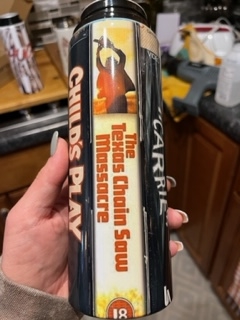 CHILD'S PLAY
The
Texas Chain Saw
Massacre
18
CARRIE